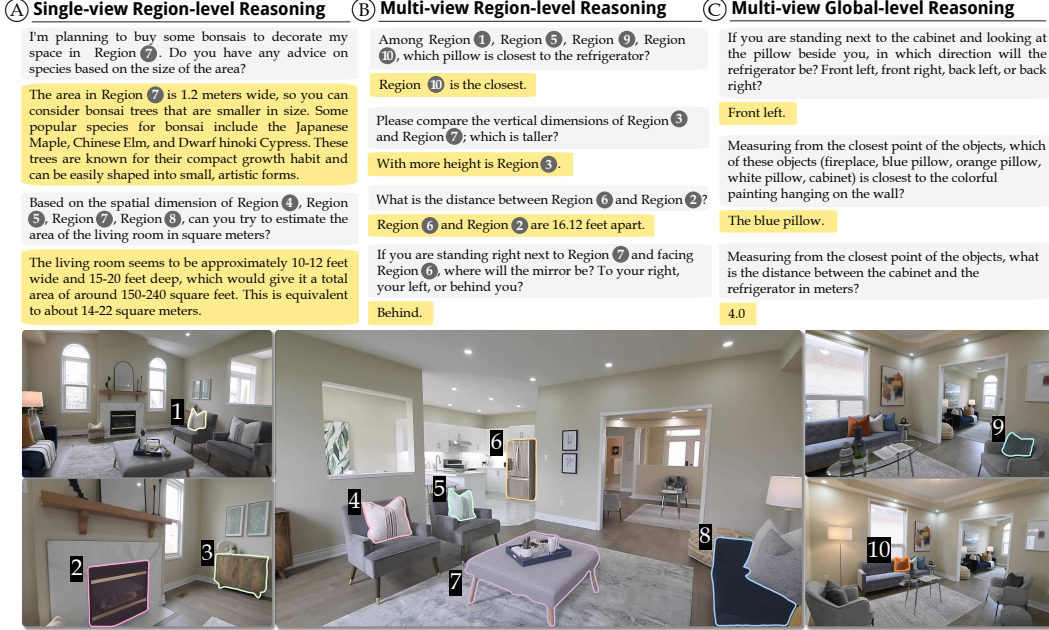 A Single-view Region-level Reasoning
I'm planning to buy some bonsais to decorate my
space in Region 7. Do you have any advice on
species based on the size of the area?
The area in Region 7 is 1.2 meters wide, so you can
consider bonsai trees that are smaller in size. Some
popular species for bonsai include the Japanese
Maple, Chinese Elm, and Dwarf hinoki Cypress. These
trees are known for their compact growth habit and
can be easily shaped into small, artistic forms.
Based on the spatial dimension of Region 4, Region
5, Region 7, Region 8, can you try to estimate the
area of the living room in square meters?
The living room seems to be approximately 10-12 feet
wide and 15-20 feet deep, which would give it a total
area of around 150-240 square feet. This is equivalent
to about 14-22 square meters.
B Multi-view Region-level Reasoning
Among Region 1, Region 5, Region 9, Region
10, which pillow is closest to the refrigerator?
Region 10 is the closest.
Please compare the vertical dimensions of Region 3
and Region 7; which is taller?
With more height is Region 3.
What is the distance between Region 6 and Region 2?
Region 6 and Region 2 are 16.12 feet apart.
If you are standing right next to Region 7 and facing
Region 6, where will the mirror be? To your right,
your left, or behind you?
Behind.
C Multi-view Global-level Reasoning
If you are standing next to the cabinet and looking at
the pillow beside you, in which direction will the
refrigerator be? Front left, front right, back left, or back
right?
Front left.
Measuring from the closest point of the objects, which
of these objects (fireplace, blue pillow, orange pillow,
white pillow, cabinet) is closest to the colorful
painting hanging on the wall?
The blue pillow.
Measuring from the closest point of the objects, what
is the distance between the cabinet and the
refrigerator in meters?
4.0
1
2
3
4
5
6
7
8
9
10